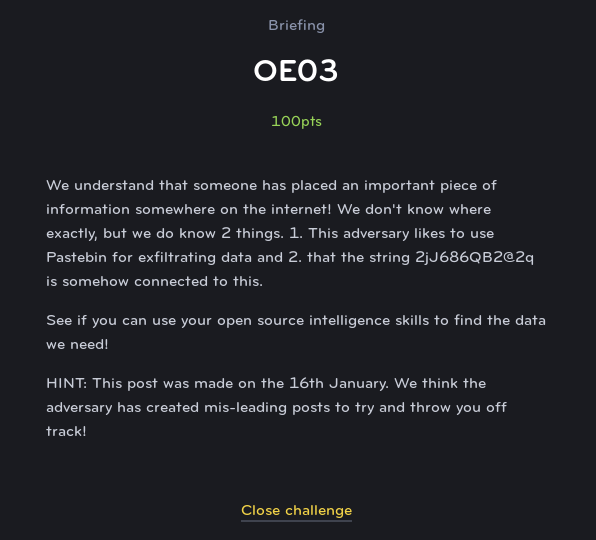 Briefing
OE03
100pts
We understand that someone has placed an important piece of
information somewhere on the internet! We don't know where
exactly, but we do know 2 things. 1. This adversary likes to use
Pastebin for exfiltrating data and 2. that the string 2jJ686QB2@2q
is somehow connected to this.
See if you can use your open source intelligence skills to find the data
we need!
HINT: This post was made on the 16th January. We think the
adversary has created mis-leading posts to try and throw you off
track!
Close challenge